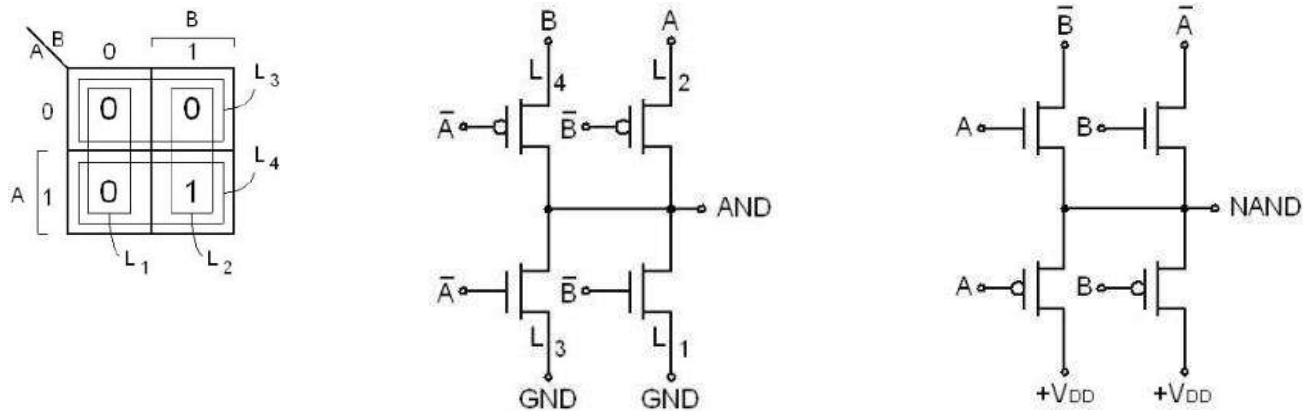 B
A B 0 1
L3
0 0 0
L4
A 1 0 1
L1 L2
B A
L4 L2
A̅ B̅
AND
A̅ B̅
L3 L1
GND GND
B̅ A̅
A B
NAND
A B
+VDD +VDD